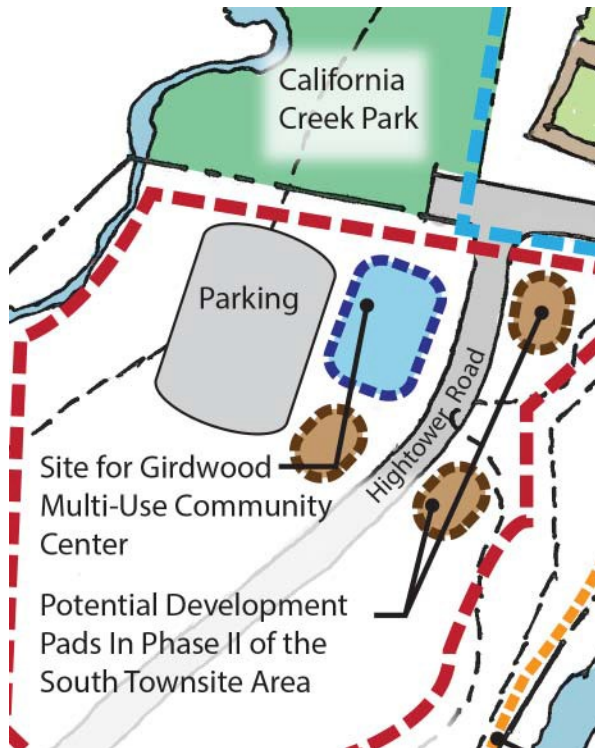 California
Creek Park
Parking
Hightower Road
Site for Girdwood
Multi-Use Community
Center
Potential Development
Pads In Phase II of the
South Townsite Area